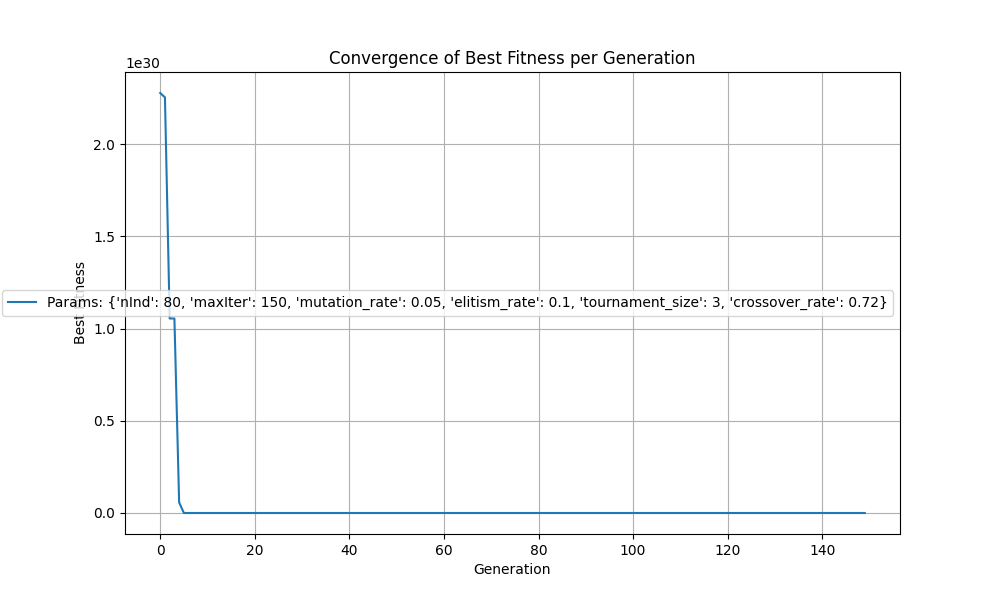 Convergence of Best Fitness per Generation
1e30
2.0
1.5
1.0
0.5
0.0
Best
Params: {'nInd': 80, 'maxIter': 150, 'mutation_rate': 0.05, 'elitism_rate': 0.1, 'tournament_size': 3, 'crossover_rate': 0.72}
0 20 40 60 80 100 120 140
Generation